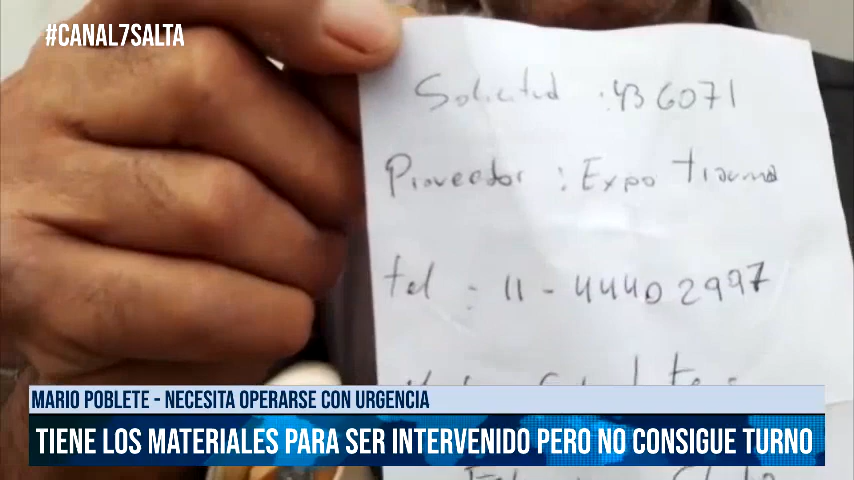 #CANAL7SALTA
Solicitud : 436071
Proveedor : Expo trauma
tel : 11 - 44402997
MARIO POBLETE - NECESITA OPERARSE CON URGENCIA
TIENE LOS MATERIALES PARA SER INTERVENIDO PERO NO CONSIGUE TURNO